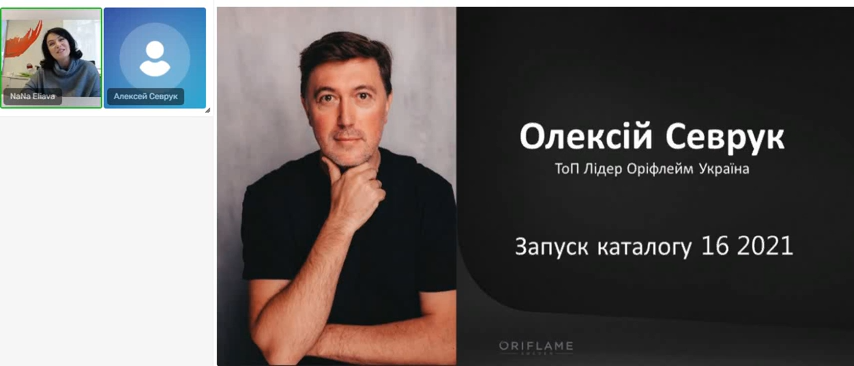 NaNa Eliava
Алексей Севрук
Олексій Севрук
ТоП Лідер Оріфлейм Україна
Запуск каталогу 16 2021
ORIFLAME